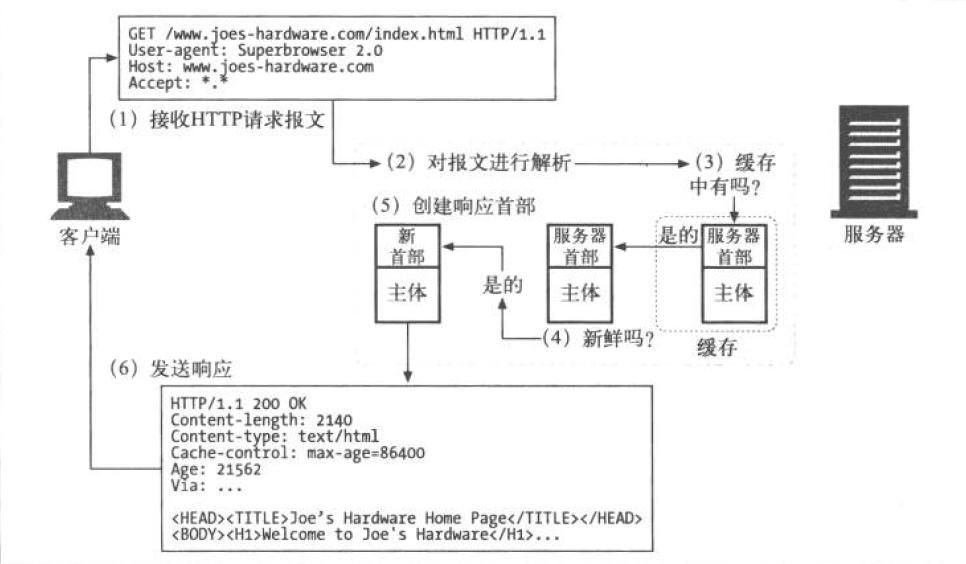 GET /www.joes-hardware.com/index.html HTTP/1.1
User-agent: Superbrowser 2.0
Host: www.joes-hardware.com
Accept: *.*
(1) 接收HTTP请求报文
(2) 对报文进行解析
(3) 缓存
中有吗?
客户端
服务器
(5) 创建响应首部
新
首部
主体
是的
服务器
首部
主体
是的
服务器
首部
主体
(4) 新鲜吗?
缓存
(6) 发送响应
HTTP/1.1 200 OK
Content-length: 2140
Content-type: text/html
Cache-control: max-age=86400
Age: 21562
Via: ...
<HEAD><TITLE>Joe's Hardware Home Page</TITLE></HEAD>
<BODY><H1>Welcome to Joe's Hardware</H1>...